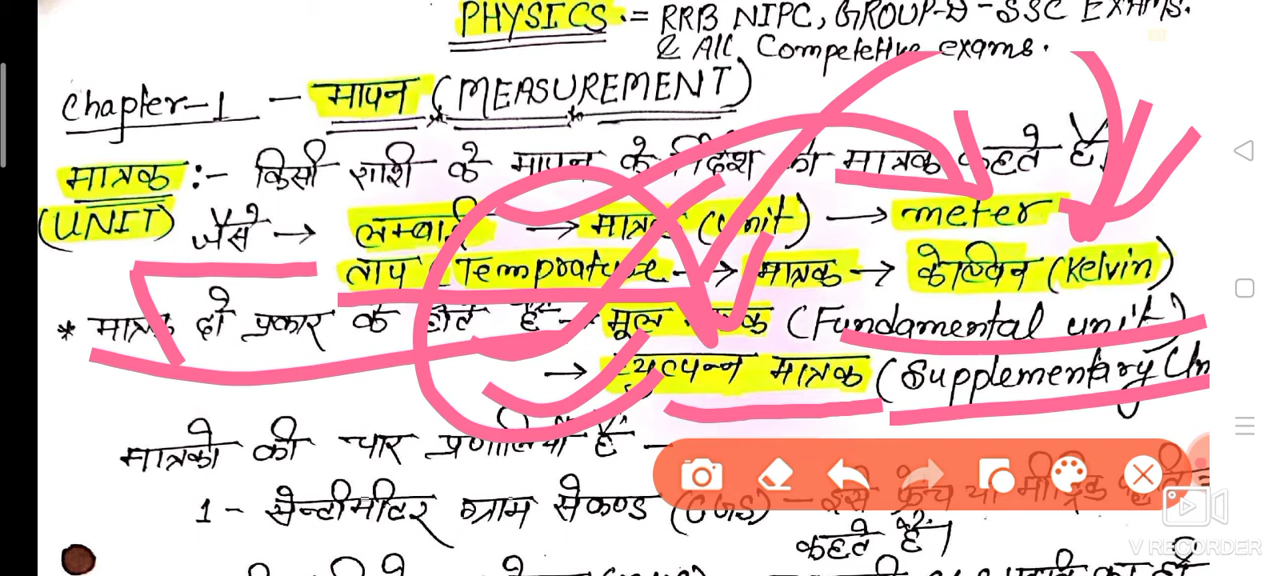 PHYSICS := RRB NTPC, GROUP-D-SSC EXAMS.
& All Competetive exams.
Chapter-1 - मापन (MEASUREMENT)
मात्रक :- किसी राशि के मापन के निर्देश को मात्रक कहते हैं।
(UNIT) जैसे → लम्बाई → मात्रक (Unit) → meter
ताप (Temprature → मात्रक → केल्विन (Kelvin)
* मात्रक दो प्रकार के होते हैं - मूल मात्रक (Fundamental unit)
→ व्युत्पन्न मात्रक (Supplementary Un
मात्रको की चार प्रणालियाँ हैं -
1 - सेन्टीमीटर ग्राम सेकण्ड (CGS) - इसे फ्रेंच या मीट्रिक
कहते हैं।
V RECORDER